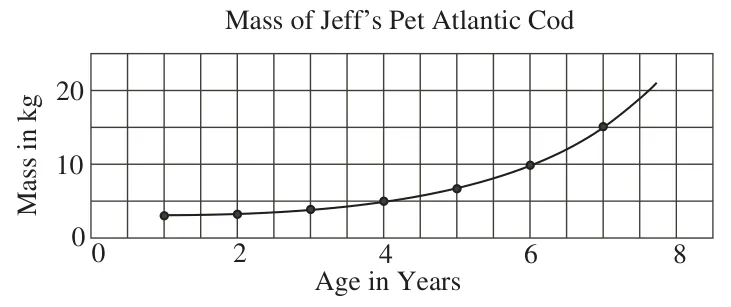 Mass of Jeff's Pet Atlantic Cod
Mass in kg
20
10
0
0 2 4 6 8
Age in Years